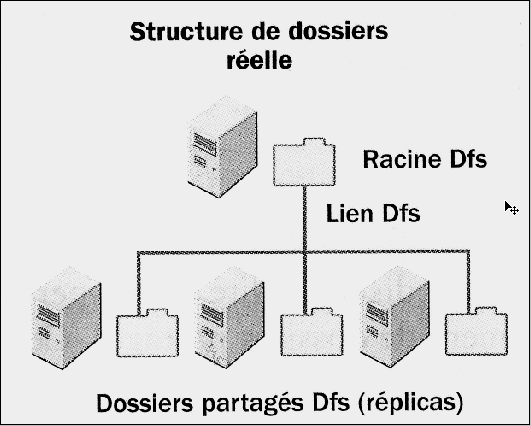 Structure de dossiers
réelle
Racine Dfs
Lien Dfs
Dossiers partagés Dfs (réplicas)